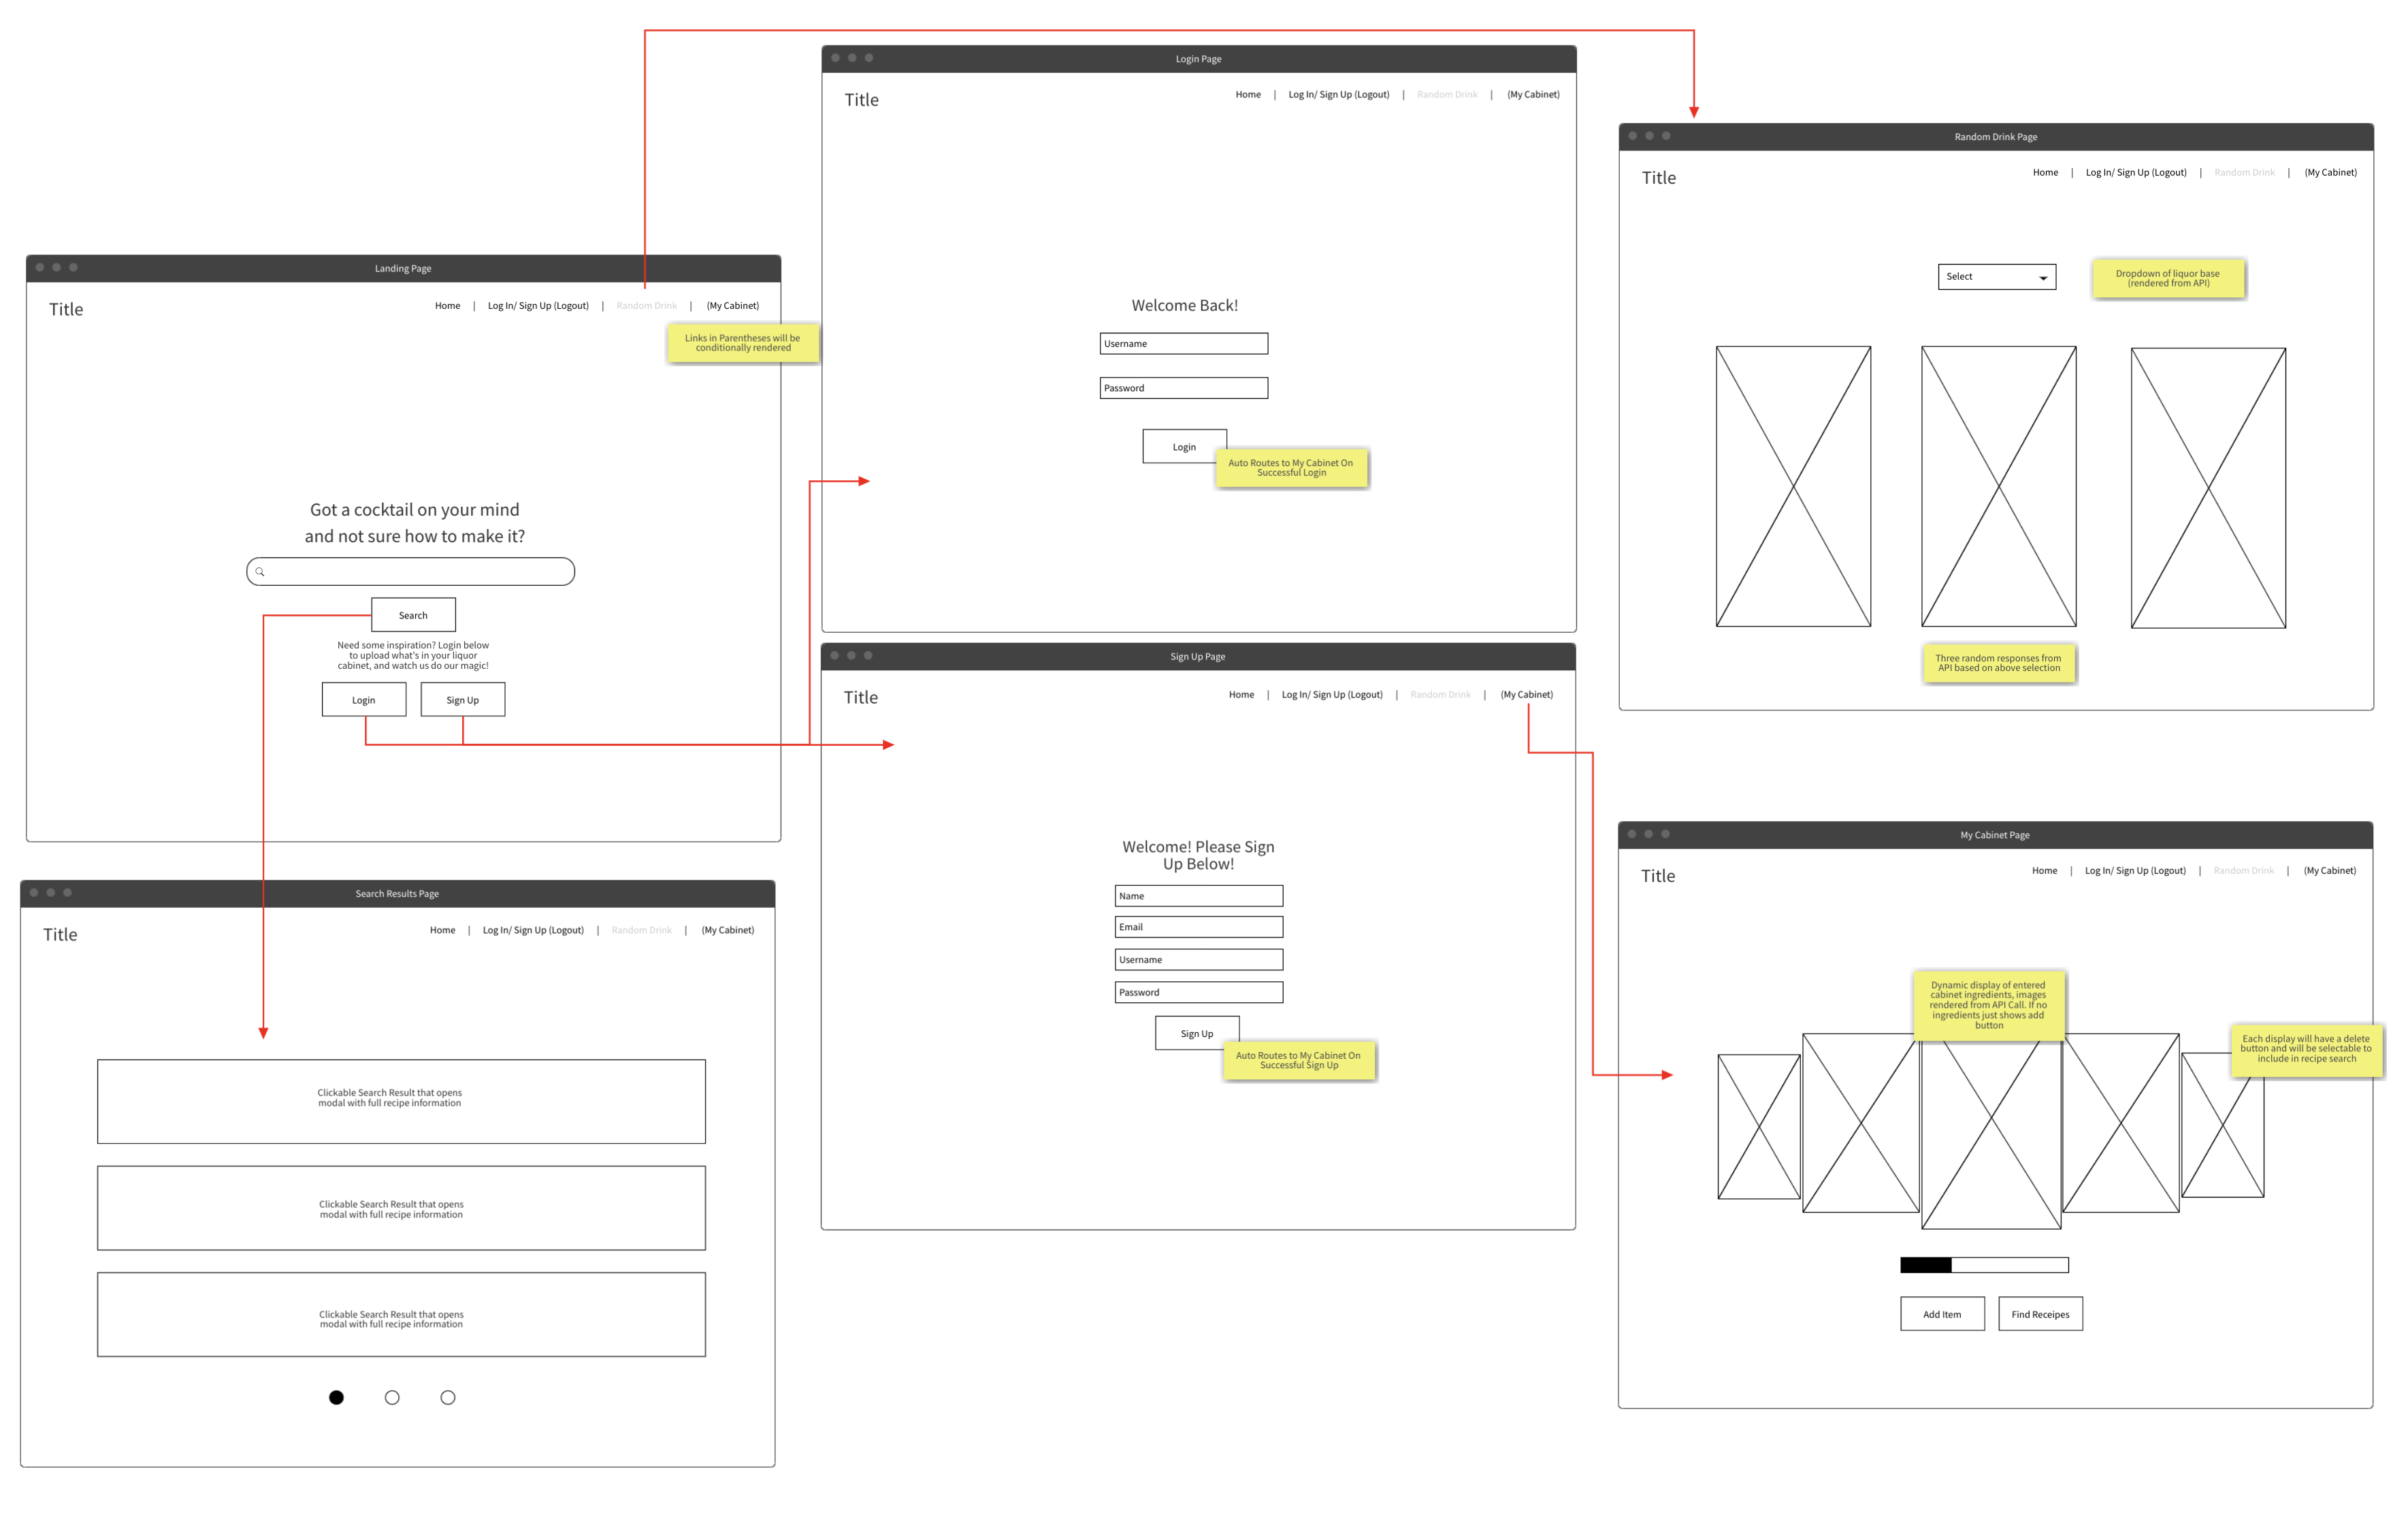 Landing Page
Title
Home | Log In/ Sign Up (Logout) | Random Drink | (My Cabinet)
Links in Parentheses will be
conditionally rendered
Got a cocktail on your mind
and not sure how to make it?
Search
Need some inspiration? Login below
to upload what's in your liquor
cabinet, and watch us do our magic!
Login
Sign Up
Search Results Page
Title
Home | Log In/ Sign Up (Logout) | Random Drink | (My Cabinet)
Clickable Search Result that opens
modal with full recipe information
Clickable Search Result that opens
modal with full recipe information
Clickable Search Result that opens
modal with full recipe information
Login Page
Title
Home | Log In/ Sign Up (Logout) | Random Drink | (My Cabinet)
Welcome Back!
Username
Password
Login
Auto Routes to My Cabinet On
Successful Login
Sign Up Page
Title
Home | Log In/ Sign Up (Logout) | Random Drink | (My Cabinet)
Welcome! Please Sign
Up Below!
Name
Email
Username
Password
Sign Up
Auto Routes to My Cabinet On
Successful Sign Up
Random Drink Page
Title
Home | Log In/ Sign Up (Logout) | Random Drink | (My Cabinet)
Select
Dropdown of liquor base
(rendered from API)
Three random responses from
API based on above selection
My Cabinet Page
Title
Home | Log In/ Sign Up (Logout) | Random Drink | (My Cabinet)
Dynamic display of entered
cabinet ingredients, images
rendered from API Call. If no
ingredients just shows add
button
Each display will have a delete
button and will be selectable to
include in recipe search
Add Item
Find Receipes